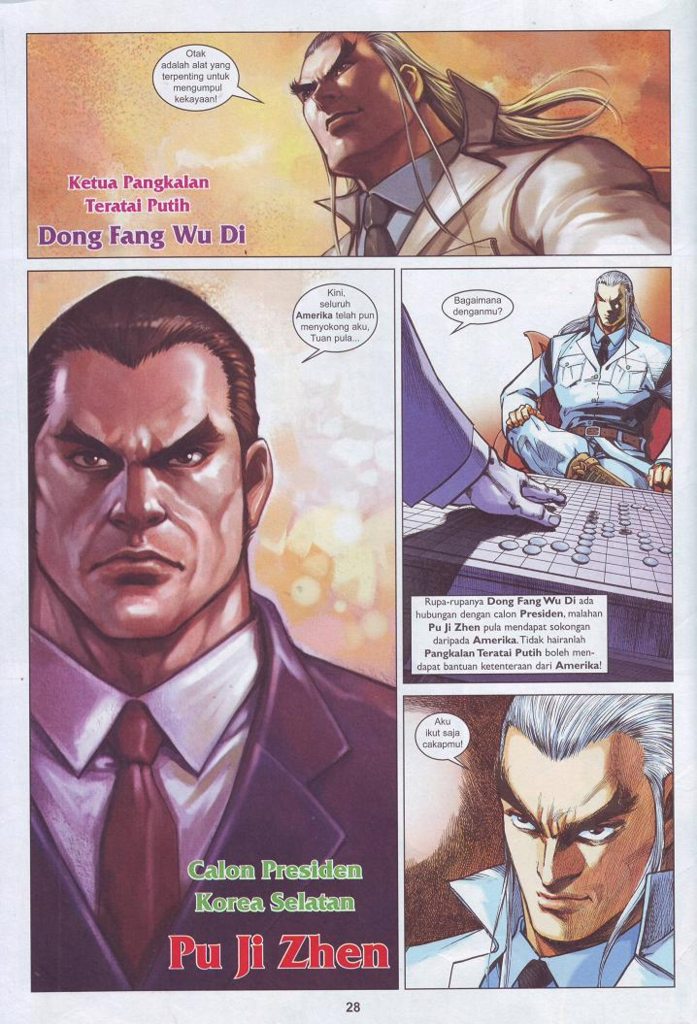 Otak
adalah alat yang
terpenting untuk
mengumpul
kekayaan!
Ketua Pangkalan
Teratai Putih
Dong Fang Wu Di
Kini,
seluruh
Amerika telah pun
menyokong aku,
Tuan pula...
Calon Presiden
Korea Selatan
Pu Ji Zhen
Bagaimana
denganmu?
Rupa-rupanya Dong Fang Wu Di ada
hubungan dengan calon Presiden, malahan
Pu Ji Zhen pula mendapat sokongan
daripada Amerika. Tidak hairanlah
Pangkalan Teratai Putih boleh men-
dapat bantuan ketenteraan dari Amerika!
Aku
ikut saja
cakapmu!
28